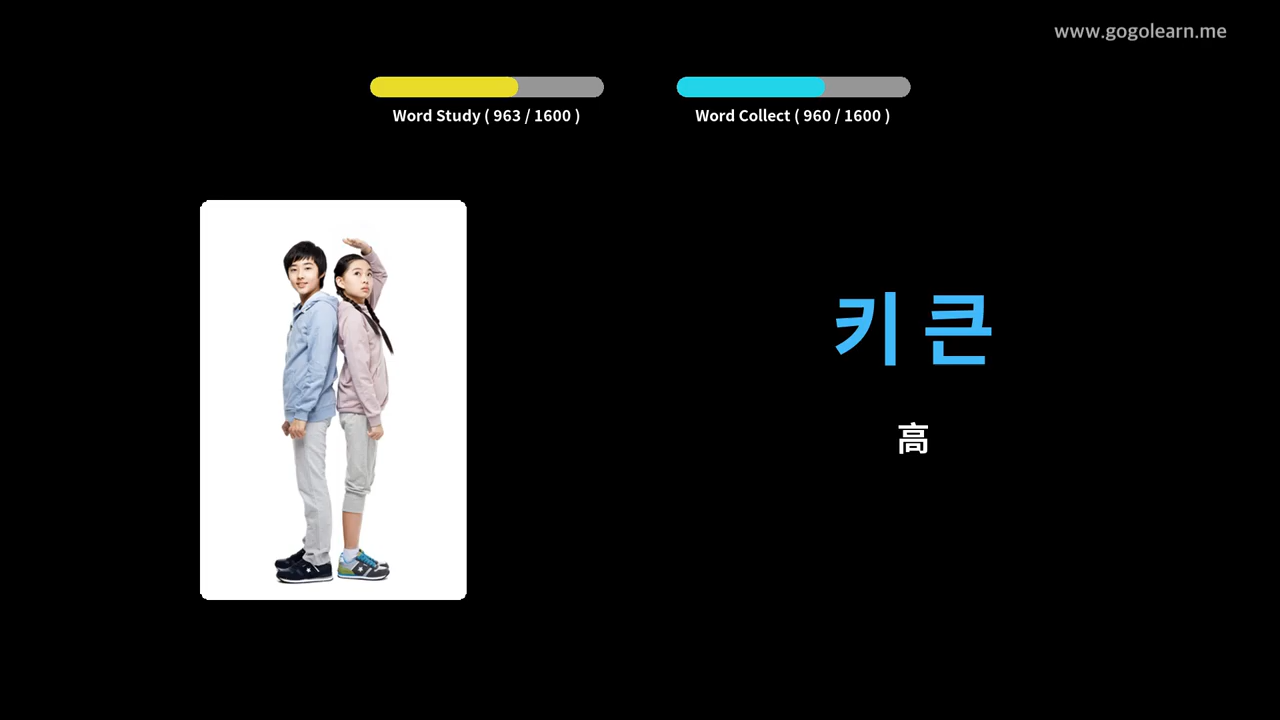 www.gogolearn.me
Word Study ( 963 / 1600 )
Word Collect ( 960 / 1600 )
키 큰
高